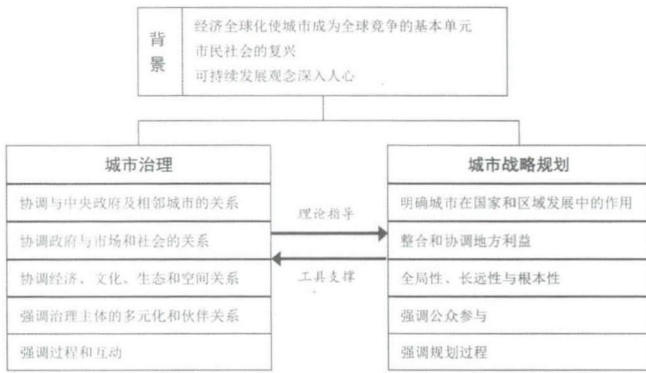 背景
经济全球化使城市成为全球竞争的基本单元
市民社会的复兴
可持续发展观念深入人心
城市治理
协调与中央政府及相邻城市的关系
协调政府与市场和社会的关系
协调经济、文化、生态和空间关系
强调治理主体的多元化和伙伴关系
强调过程和互动
理论指导
工具支撑
城市战略规划
明确城市在国家和区域发展中的作用
整合和协调地方利益
全局性、长远性与根本性
强调公众参与
强调规划过程